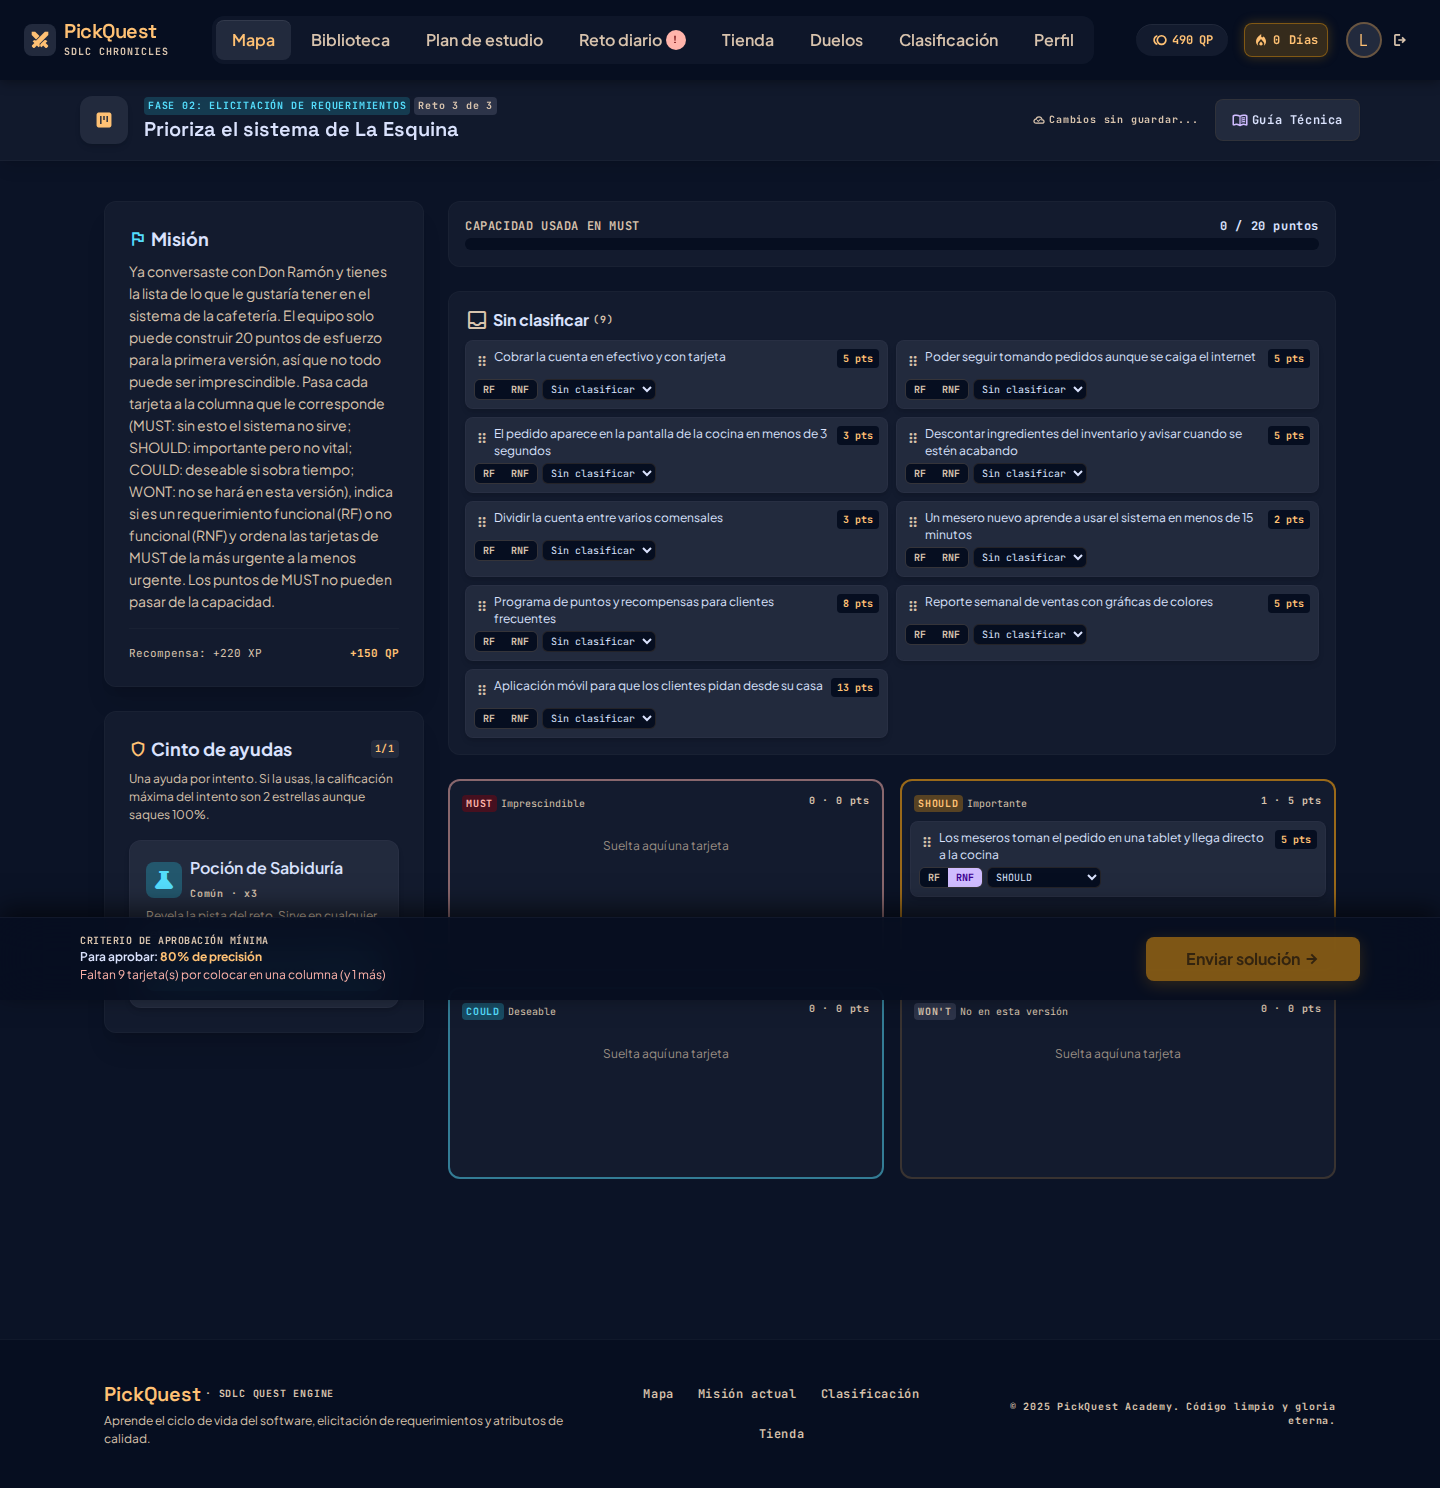 PickQuest
SDLC CHRONICLES
Mapa
Biblioteca
Plan de estudio
Reto diario !
Tienda
Duelos
Clasificación
Perfil
490 QP
0 Días
L
FASE 02: ELICITACIÓN DE REQUERIMIENTOS
Reto 3 de 3
Prioriza el sistema de La Esquina
Cambios sin guardar...
Guía Técnica
Misión
Ya conversaste con Don Ramón y tienes
la lista de lo que le gustaría tener en el
sistema de la cafetería. El equipo solo
puede construir 20 puntos de esfuerzo
para la primera versión, así que no todo
puede ser imprescindible. Pasa cada
tarjeta a la columna que le corresponde
(MUST: sin esto el sistema no sirve;
SHOULD: importante pero no vital;
COULD: deseable si sobra tiempo;
WONT: no se hará en esta versión), indica
si es un requerimiento funcional (RF) o no
funcional (RNF) y ordena las tarjetas de
MUST de la más urgente a la menos
urgente. Los puntos de MUST no pueden
pasar de la capacidad.
Recompensa: +220 XP
+150 QP
Cinto de ayudas
1/1
Una ayuda por intento. Si la usas, la calificación
máxima del intento son 2 estrellas aunque
saques 100%.
Poción de Sabiduría
Común · x3
Revela la pista del reto. Sirve en cualquier
CAPACIDAD USADA EN MUST
0 / 20 puntos
Sin clasificar (9)
Cobrar la cuenta en efectivo y con tarjeta
5 pts
RF RNF Sin clasificar
Poder seguir tomando pedidos aunque se caiga el internet
5 pts
RF RNF Sin clasificar
El pedido aparece en la pantalla de la cocina en menos de 3
segundos
3 pts
RF RNF Sin clasificar
Descontar ingredientes del inventario y avisar cuando se
estén acabando
5 pts
RF RNF Sin clasificar
Dividir la cuenta entre varios comensales
3 pts
RF RNF Sin clasificar
Un mesero nuevo aprende a usar el sistema en menos de 15
minutos
2 pts
RF RNF Sin clasificar
Programa de puntos y recompensas para clientes
frecuentes
8 pts
RF RNF Sin clasificar
Reporte semanal de ventas con gráficas de colores
5 pts
RF RNF Sin clasificar
Aplicación móvil para que los clientes pidan desde su casa
13 pts
RF RNF Sin clasificar
MUST Imprescindible
0 · 0 pts
Suelta aquí una tarjeta
SHOULD Importante
1 · 5 pts
Los meseros toman el pedido en una tablet y llega directo
a la cocina
5 pts
RF RNF SHOULD
CRITERIO DE APROBACIÓN MÍNIMA
Para aprobar: 80% de precisión
Faltan 9 tarjeta(s) por colocar en una columna (y 1 más)
Enviar solución →
COULD Deseable
0 · 0 pts
Suelta aquí una tarjeta
WON'T No en esta versión
0 · 0 pts
Suelta aquí una tarjeta
PickQuest · SDLC QUEST ENGINE
Aprende el ciclo de vida del software, elicitación de requerimientos y atributos de
calidad.
Mapa
Misión actual
Clasificación
Tienda
© 2025 PickQuest Academy. Código limpio y gloria
eterna.